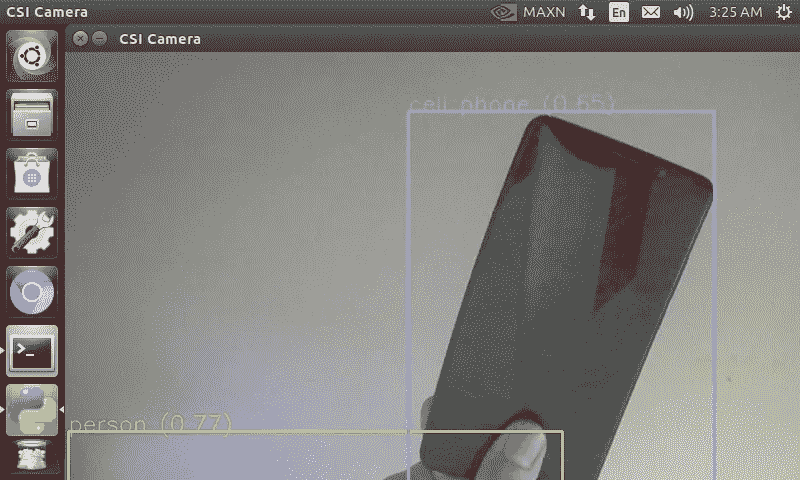 CSI Camera MAXN En 3:25 AM
CSI Camera
cell phone (0.65)
person (0.77)